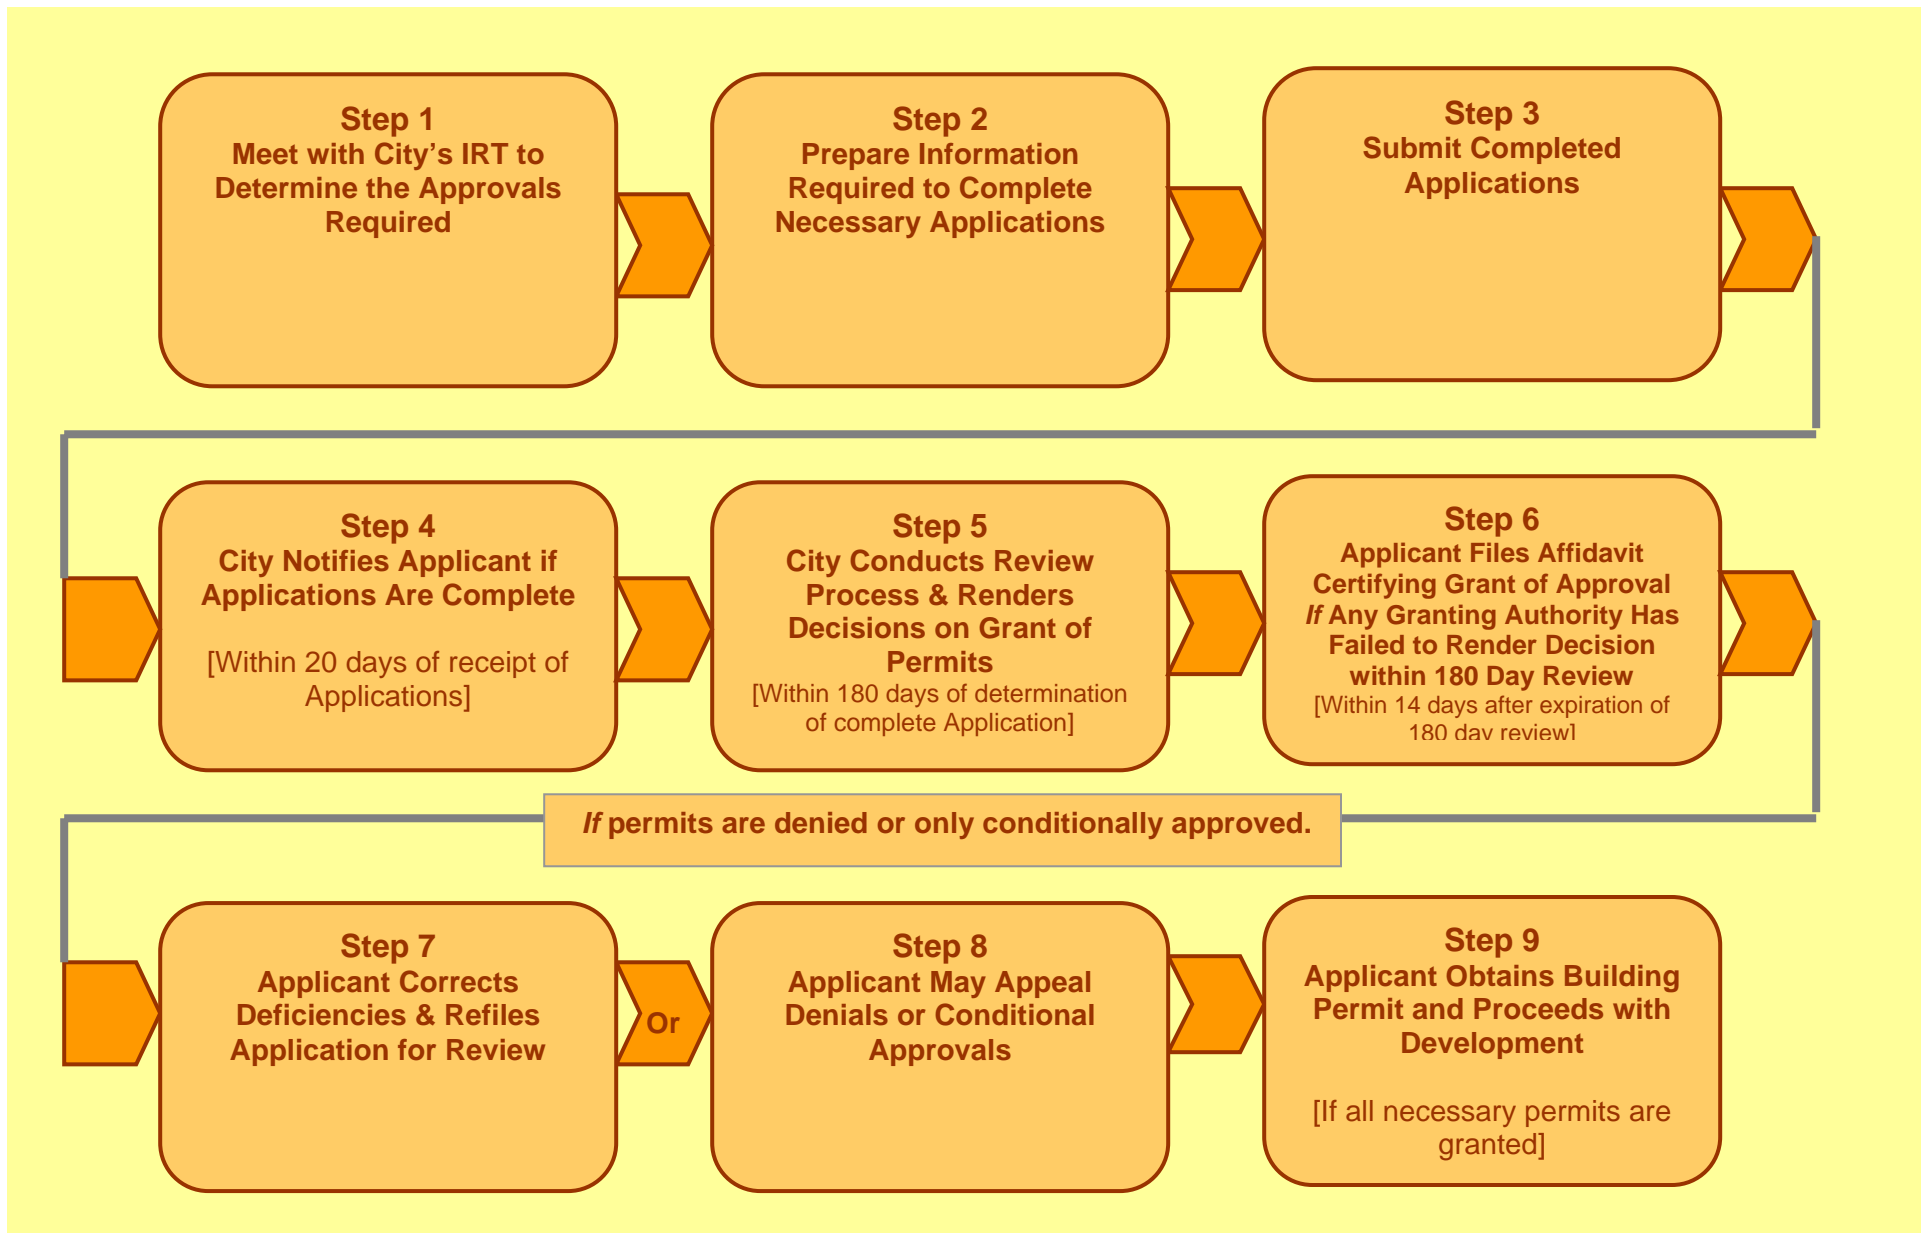 Step 1
Meet with City’s IRT to
Determine the Approvals
Required
Step 2
Prepare Information
Required to Complete
Necessary Applications
Step 3
Submit Completed
Applications
Step 4
City Notifies Applicant if
Applications Are Complete
[Within 20 days of receipt of
Applications]
Step 5
City Conducts Review
Process & Renders
Decisions on Grant of
Permits
[Within 180 days of determination
of complete Application]
Step 6
Applicant Files Affidavit
Certifying Grant of Approval
If Any Granting Authority Has
Failed to Render Decision
within 180 Day Review
[Within 14 days after expiration of
180 day review]
If permits are denied or only conditionally approved.
Step 7
Applicant Corrects
Deficiencies & Refiles
Application for Review
Or
Step 8
Applicant May Appeal
Denials or Conditional
Approvals
Step 9
Applicant Obtains Building
Permit and Proceeds with
Development
[If all necessary permits are
granted]